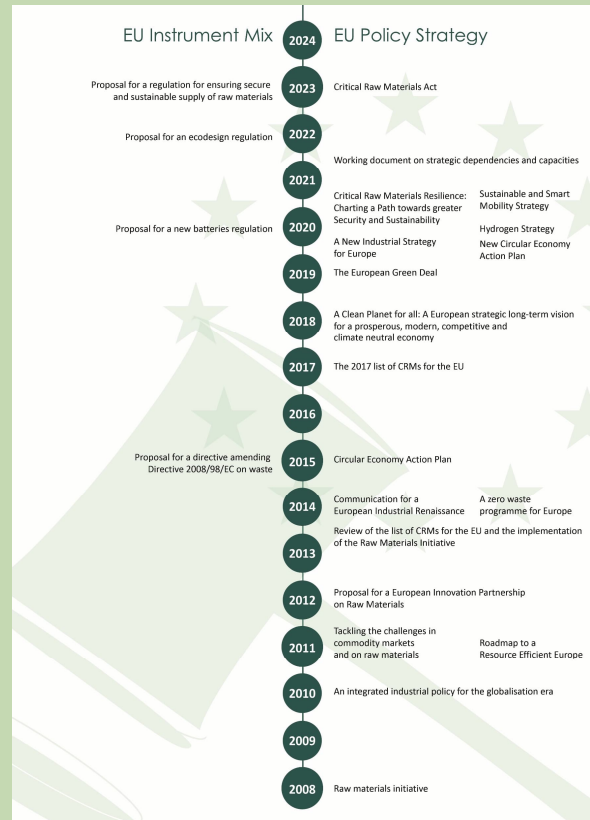 EU Instrument Mix
2024
EU Policy Strategy
Proposal for a regulation for ensuring secure
and sustainable supply of raw materials
2023
Critical Raw Materials Act
Proposal for an ecodesign regulation
2022
Working document on strategic dependencies and capacities
2021
Critical Raw Materials Resilience:
Charting a Path towards greater
Security and Sustainability
Sustainable and Smart
Mobility Strategy
Proposal for a new batteries regulation
2020
Hydrogen Strategy
A New Industrial Strategy
for Europe
New Circular Economy
Action Plan
2019
The European Green Deal
2018
A Clean Planet for all: A European strategic long-term vision
for a prosperous, modern, competitive and
climate neutral economy
2017
The 2017 list of CRMs for the EU
2016
Proposal for a directive amending
Directive 2008/98/EC on waste
2015
Circular Economy Action Plan
2014
Communication for a
European Industrial Renaissance
A zero waste
programme for Europe
Review of the list of CRMs for the EU and the implementation
of the Raw Materials Initiative
2013
2012
Proposal for a European Innovation Partnership
on Raw Materials
2011
Tackling the challenges in
commodity markets
and on raw materials
Roadmap to a
Resource Efficient Europe
2010
An integrated industrial policy for the globalisation era
2009
2008
Raw materials initiative